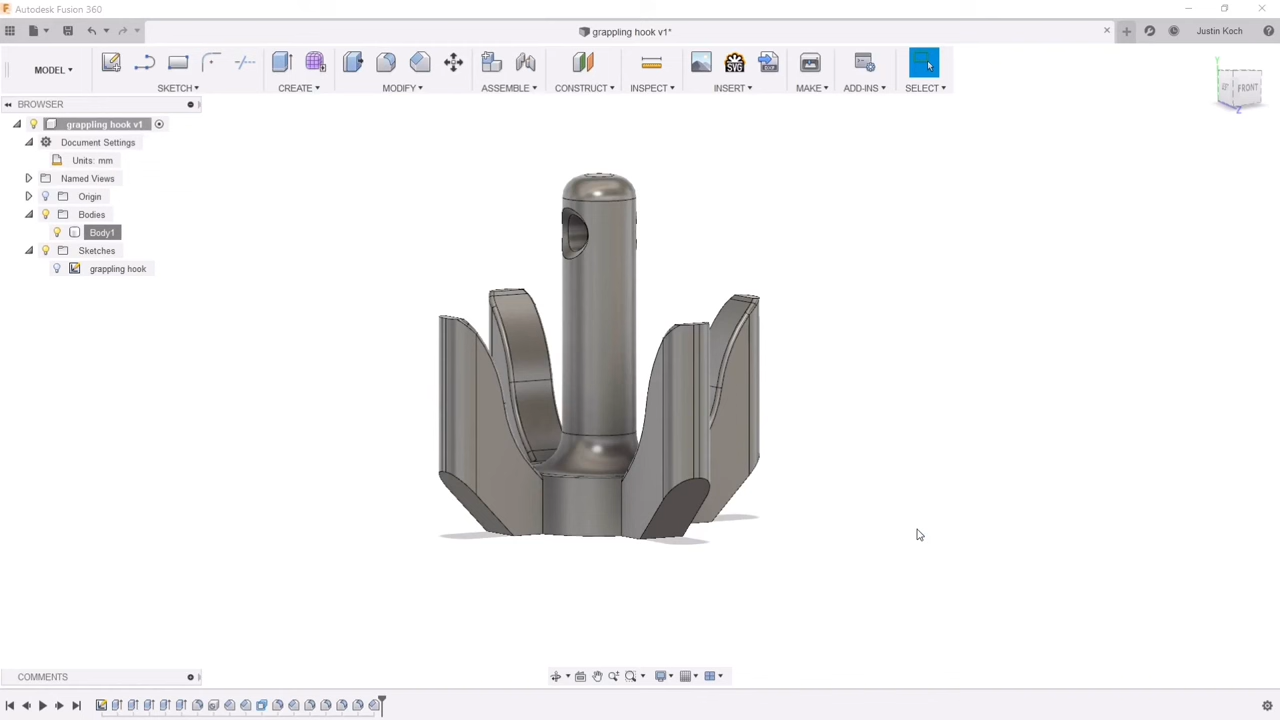 Autodesk Fusion 360
grappling hook v1*
Justin Koch
MODEL
SKETCH
CREATE
MODIFY
ASSEMBLE
CONSTRUCT
INSPECT
INSERT
MAKE
ADD-INS
SELECT
SVG
DXF
FRONT
Y
Z
BROWSER
grappling hook v1
Document Settings
Units: mm
Named Views
Origin
Bodies
Body1
Sketches
grappling hook
COMMENTS